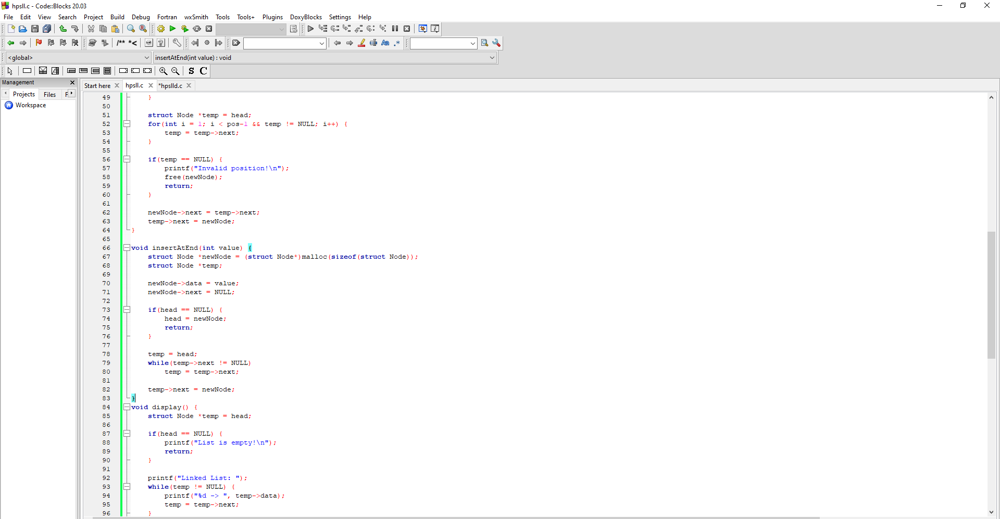 hpsll.c - Code::Blocks 20.03
File Edit View Search Project Build Debug Fortran wxSmith Tools Tools+ Plugins DoxyBlocks Settings Help
/** *<
<global> insertAtEnd(int value) : void
S C
Management
Start here hpsll.c *hpslld.c
Projects Files
Workspace
49 }
50
51 struct Node *temp = head;
52 for(int i = 1; i < pos-1 && temp != NULL; i++) {
53 temp = temp->next;
54 }
55
56 if(temp == NULL) {
57 printf("Invalid position!\n");
58 free(newNode);
59 return;
60 }
61
62 newNode->next = temp->next;
63 temp->next = newNode;
64 }
65
66 void insertAtEnd(int value) {
67 struct Node *newNode = (struct Node*)malloc(sizeof(struct Node));
68 struct Node *temp;
69
70 newNode->data = value;
71 newNode->next = NULL;
72
73 if(head == NULL) {
74 head = newNode;
75 return;
76 }
77
78 temp = head;
79 while(temp->next != NULL)
80 temp = temp->next;
81
82 temp->next = newNode;
83 }
84 void display() {
85 struct Node *temp = head;
86
87 if(head == NULL) {
88 printf("List is empty!\n");
89 return;
90 }
91
92 printf("Linked List: ");
93 while(temp != NULL) {
94 printf("%d -> ", temp->data);
95 temp = temp->next;
96 }